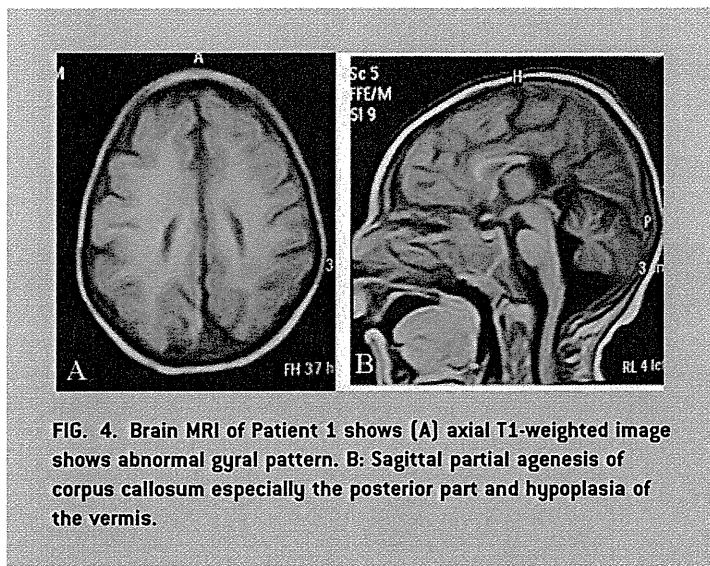 A
M
3
A
FH 37 h
Sc 5
FFE/M
Sl 9
H
P
B
RL 4
FIG. 4. Brain MRI of Patient 1 shows (A) axial T1-weighted image
shows abnormal gyral pattern. B: Sagittal partial agenesis of
corpus callosum especially the posterior part and hypoplasia of
the vermis.